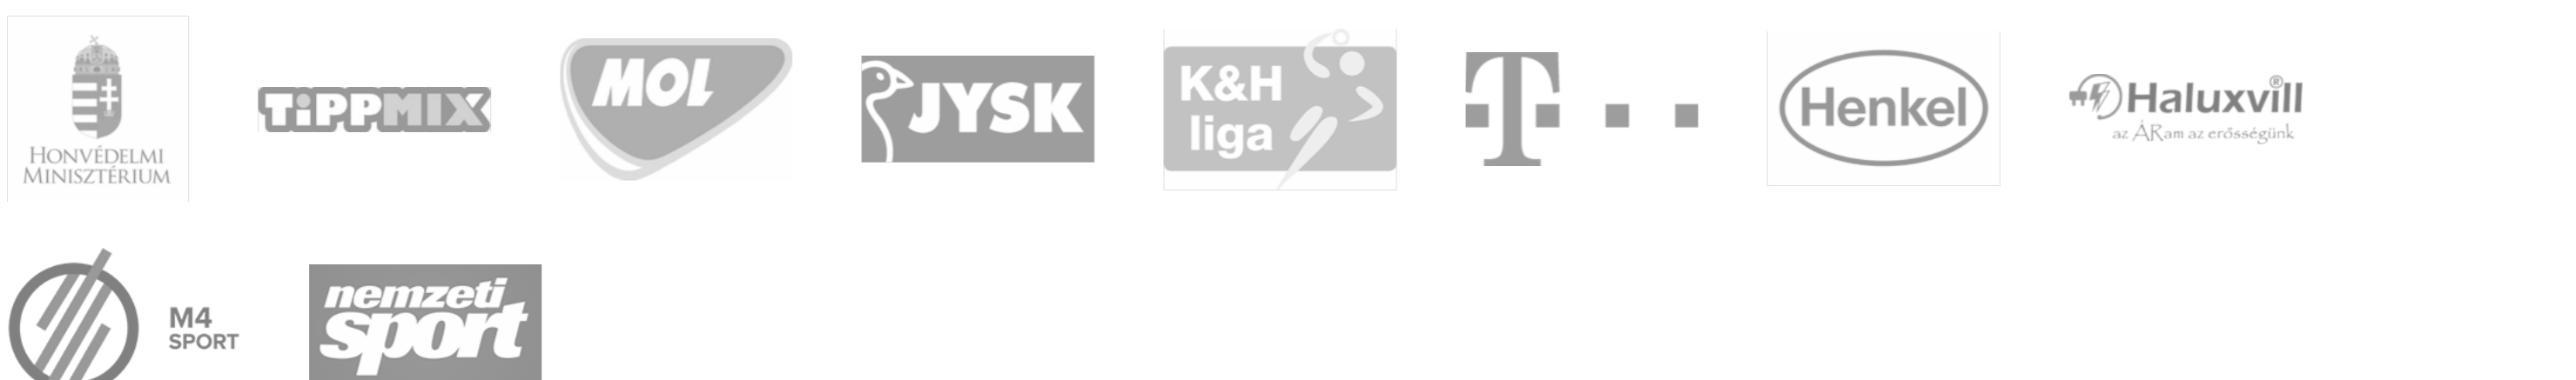 HONVÉDELMI
MINISZTÉRIUM
TiPPMIX
MOL
JYSK
K&H
liga
T
Henkel
Haluxvill®
az ÁRam az erősségünk
M4
SPORT
nemzeti
sport